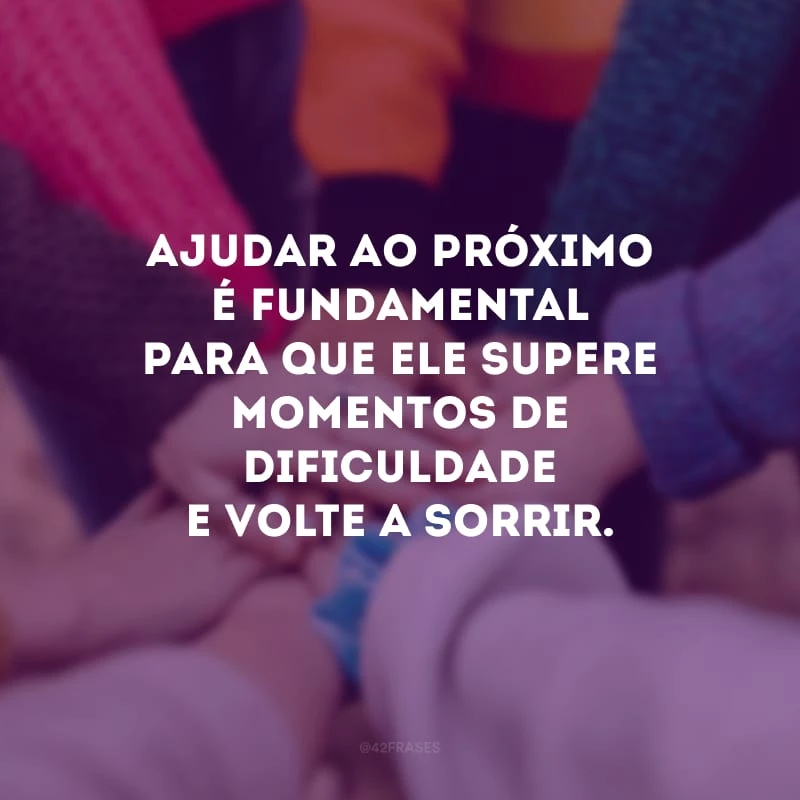 AJUDAR AO PRÓXIMO
É FUNDAMENTAL
PARA QUE ELE SUPERE
MOMENTOS DE
DIFICULDADE
E VOLTE A SORRIR.
@42FRASES